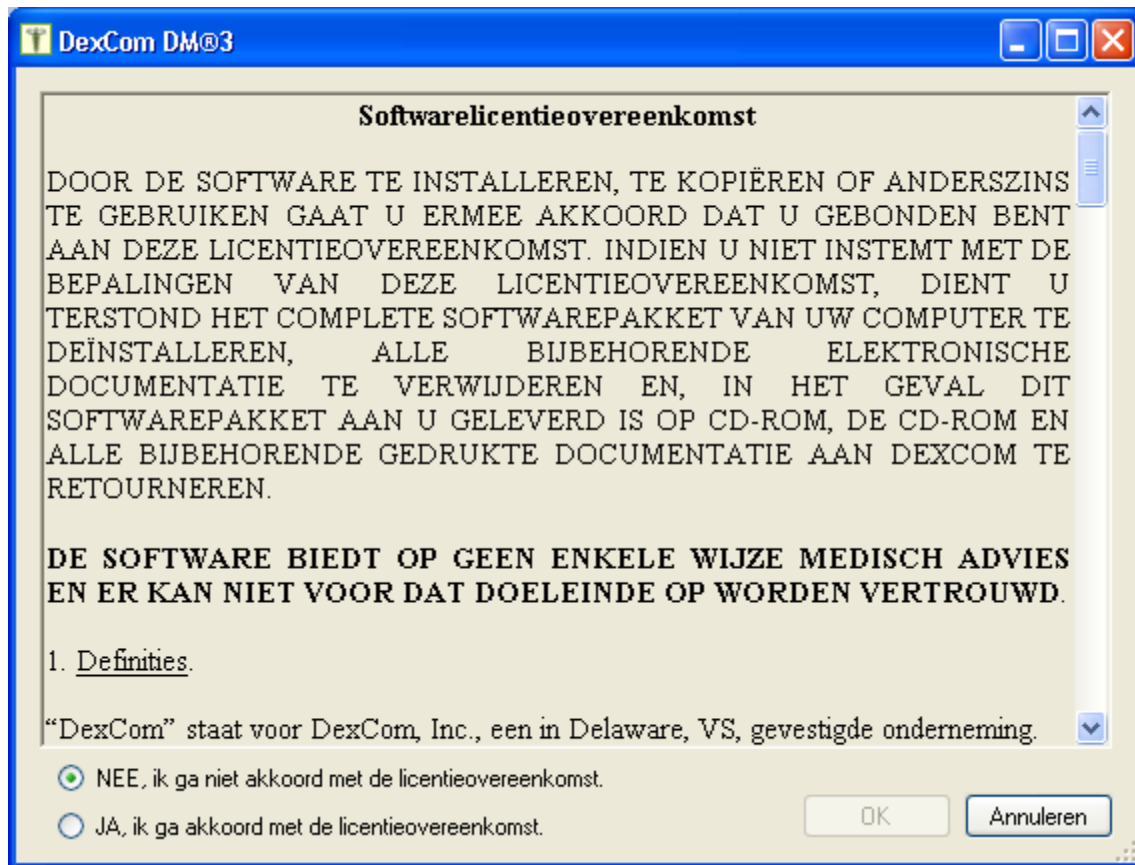 DexCom DM®3
Softwarelicentieovereenkomst
DOOR DE SOFTWARE TE INSTALLEREN, TE KOPIËREN OF ANDERSZINS
TE GEBRUIKEN GAAT U ERMEE AKKOORD DAT U GEBONDEN BENT
AAN DEZE LICENTIEOVEREENKOMST. INDIEN U NIET INSTEMT MET DE
BEPALINGEN VAN DEZE LICENTIEOVEREENKOMST, DIENT U
TERSTOND HET COMPLETE SOFTWAREPAKKET VAN UW COMPUTER TE
DEÏNSTALLEREN, ALLE BIJBEHORENDE ELEKTRONISCHE
DOCUMENTATIE TE VERWIJDEREN EN, IN HET GEVAL DIT
SOFTWAREPAKKET AAN U GELEVERD IS OP CD-ROM, DE CD-ROM EN
ALLE BIJBEHORENDE GEDRUKTE DOCUMENTATIE AAN DEXCOM TE
RETOURNEREN.
DE SOFTWARE BIEDT OP GEEN ENKELE WIJZE MEDISCH ADVIES
EN ER KAN NIET VOOR DAT DOELEINDE OP WORDEN VERTROUWD.
1. Definities.
“DexCom” staat voor DexCom, Inc., een in Delaware, VS, gevestigde onderneming.
NEE, ik ga niet akkoord met de licentieovereenkomst.
JA, ik ga akkoord met de licentieovereenkomst.
OK
Annuleren